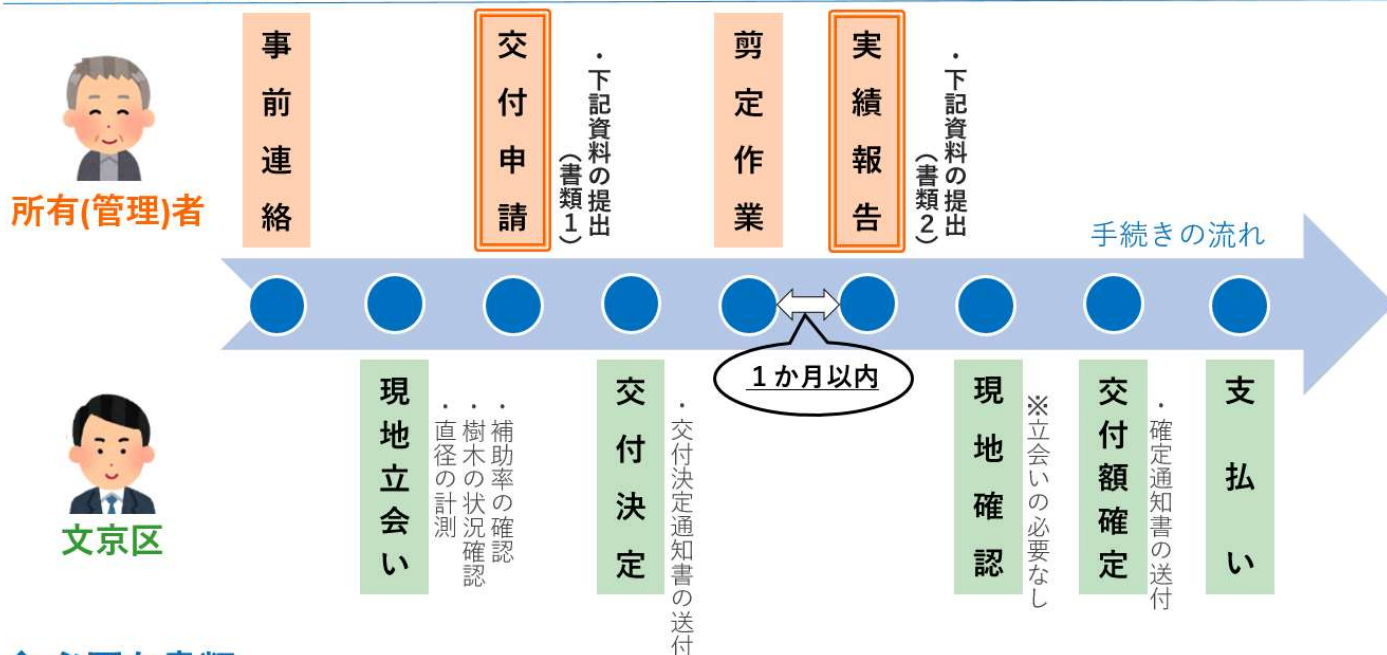 所有(管理)者
事前連絡
交付申請
・下記資料の提出
（書類1）
剪定作業
実績報告
・下記資料の提出
（書類2）
手続きの流れ
1か月以内
文京区
現地立会い
・補助率の確認
・樹木の状況確認
・直径の計測
交付決定
・交付決定通知書の送付
現地確認
※立会いの必要なし
交付額確定
・確定通知書の送付
支払い